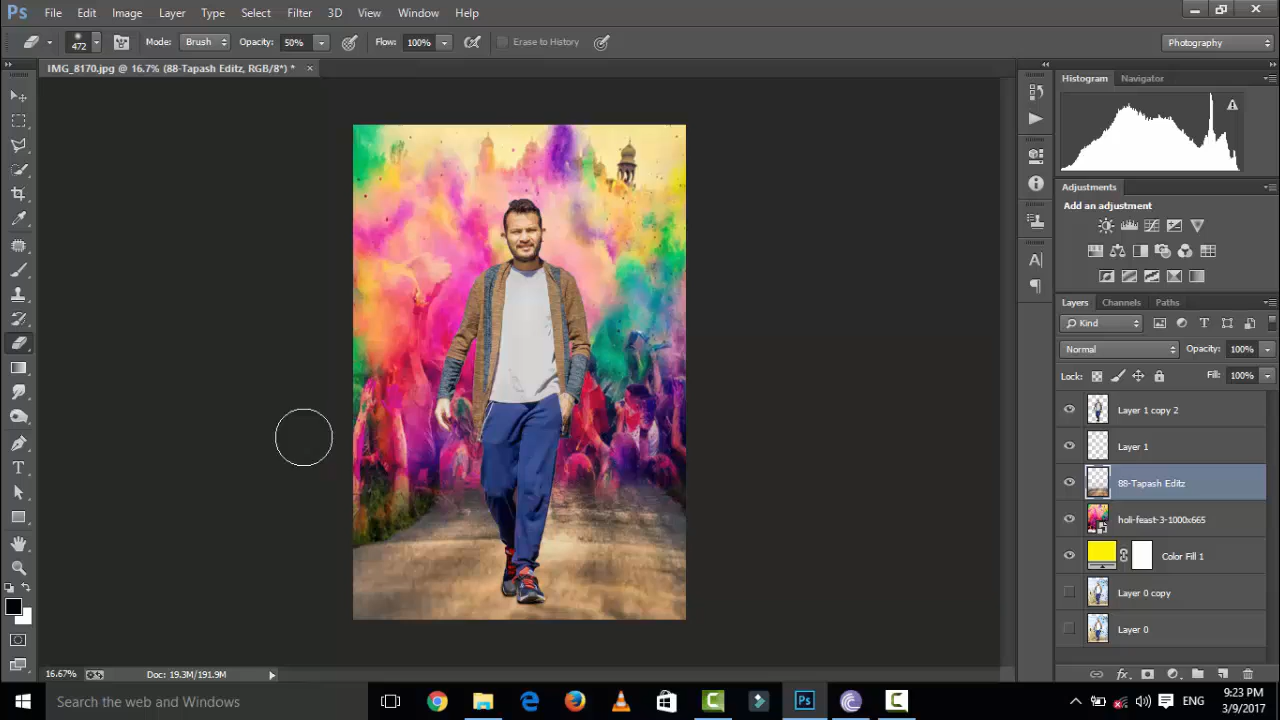 Ps File Edit Image Layer Type Select Filter 3D View Window Help
472 Mode: Brush Opacity: 50% Flow: 100% Erase to History Photography
IMG_8170.jpg @ 16.7% (88-Tapash Editz, RGB/8*) * ×
Histogram Navigator
Adjustments
Add an adjustment
Layers Channels Paths
Kind
Normal Opacity: 100%
Lock: Fill: 100%
Layer 1 copy 2
Layer 1
88-Tapash Editz
holi-feast-3-1000x665
Color Fill 1
Layer 0 copy
Layer 0
16.67% Doc: 19.3M/191.9M
Search the web and Windows
ENG
9:23 PM
3/9/2017